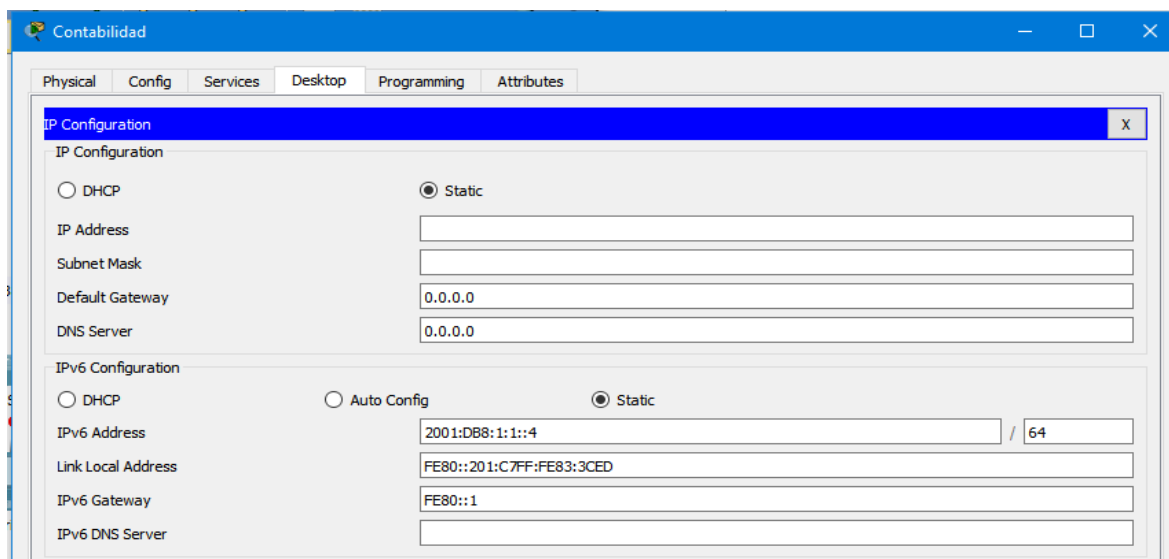 Contabilidad
Physical Config Services Desktop Programming Attributes
IP Configuration X
IP Configuration
DHCP Static
IP Address
Subnet Mask
Default Gateway 0.0.0.0
DNS Server 0.0.0.0
IPv6 Configuration
DHCP Auto Config Static
IPv6 Address 2001:DB8:1:1::4 / 64
Link Local Address FE80::201:C7FF:FE83:3CED
IPv6 Gateway FE80::1
IPv6 DNS Server